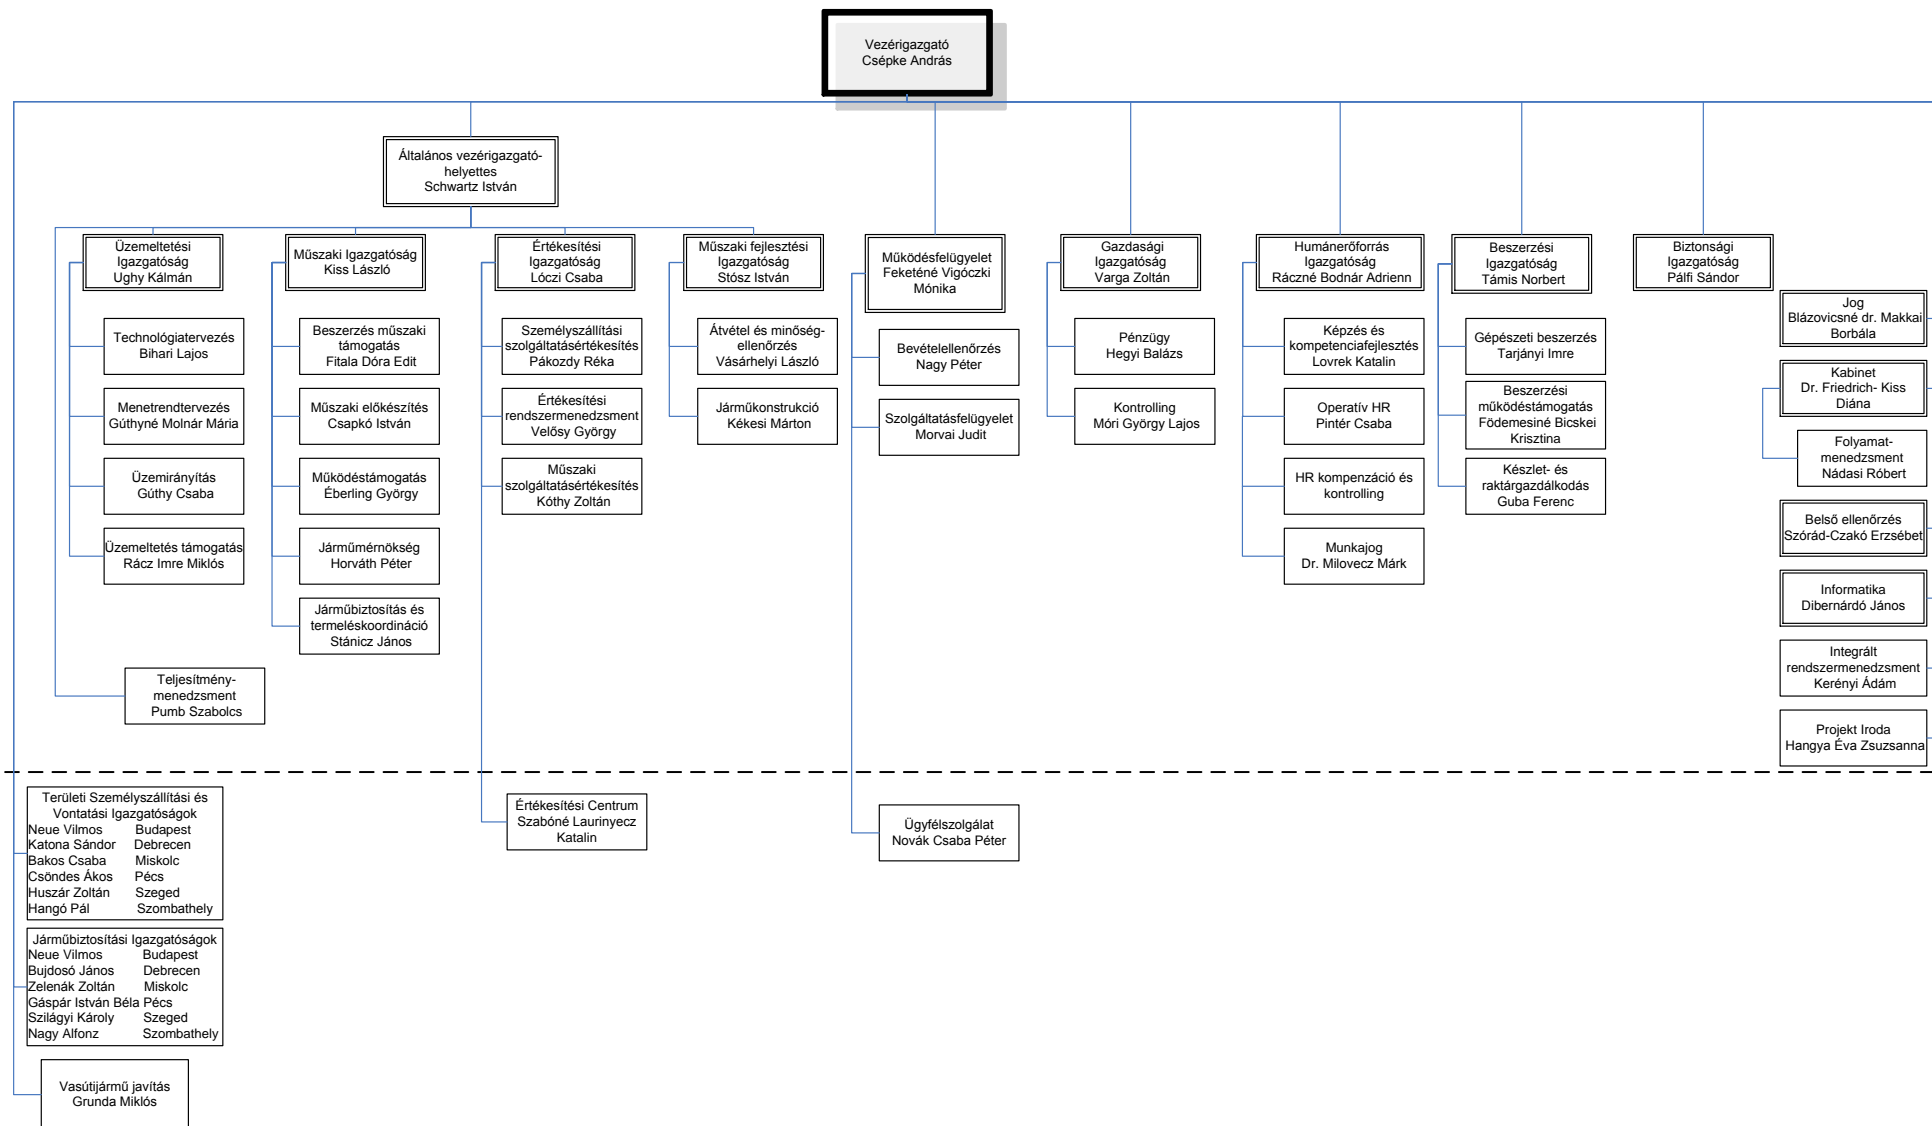 Vezérigazgató
Csépke András
Általános vezérigazgató-
helyettes
Schwartz István
Üzemeltetési
Igazgatóság
Ughy Kálmán
Műszaki Igazgatóság
Kiss László
Értékesítési
Igazgatóság
Lóczi Csaba
Műszaki fejlesztési
Igazgatóság
Stósz István
Működésfelügyelet
Feketéné Vigóczki
Mónika
Gazdasági
Igazgatóság
Varga Zoltán
Humánerőforrás
Igazgatóság
Ráczné Bodnár Adrienn
Beszerzési
Igazgatóság
Támis Norbert
Biztonsági
Igazgatóság
Pálfi Sándor
Technológiatervezés
Bihari Lajos
Menetrendtervezés
Gúthyné Molnár Mária
Üzemirányítás
Gúthy Csaba
Üzemeltetés támogatás
Rácz Imre Miklós
Teljesítmény-
menedzsment
Pumb Szabolcs
Beszerzés műszaki
támogatás
Fitala Dóra Edit
Műszaki előkészítés
Csapkó István
Működéstámogatás
Éberling György
Járműmérnökség
Horváth Péter
Járműbiztosítás és
termeléskoordináció
Stánicz János
Személyszállítási
szolgáltatásértékesítés
Pákozdy Réka
Értékesítési
rendszermenedzsment
Velősy György
Műszaki
szolgáltatásértékesítés
Kóthy Zoltán
Átvétel és minőség-
ellenőrzés
Vásárhelyi László
Járműkonstrukció
Kékesi Márton
Bevételellenőrzés
Nagy Péter
Szolgáltatásfelügyelet
Morvai Judit
Pénzügy
Hegyi Balázs
Kontrolling
Móri György Lajos
Képzés és
kompetenciafejlesztés
Lovrek Katalin
Operatív HR
Pintér Csaba
HR kompenzáció és
kontrolling
Munkajog
Dr. Milovecz Márk
Gépészeti beszerzés
Tarjányi Imre
Beszerzési
működéstámogatás
Födemesiné Bicskei
Krisztina
Készlet- és
raktárgazdálkodás
Guba Ferenc
Jog
Blázovicsné dr. Makkai
Borbála
Kabinet
Dr. Friedrich- Kiss
Diána
Folyamat-
menedzsment
Nádasi Róbert
Belső ellenőrzés
Szórád-Czakó Erzsébet
Informatika
Dibernárdó János
Integrált
rendszermenedzsment
Kerényi Ádám
Projekt Iroda
Hangya Éva Zsuzsanna
Területi Személyszállítási és
Vontatási Igazgatóságok
Neue Vilmos Budapest
Katona Sándor Debrecen
Bakos Csaba Miskolc
Csöndes Ákos Pécs
Huszár Zoltán Szeged
Hangó Pál Szombathely
Járműbiztosítási Igazgatóságok
Neue Vilmos Budapest
Bujdosó János Debrecen
Zelenák Zoltán Miskolc
Gáspár István Béla Pécs
Szilágyi Károly Szeged
Nagy Alfonz Szombathely
Vasútijármű javítás
Grunda Miklós
Értékesítési Centrum
Szabóné Laurinyecz
Katalin
Ügyfélszolgálat
Novák Csaba Péter